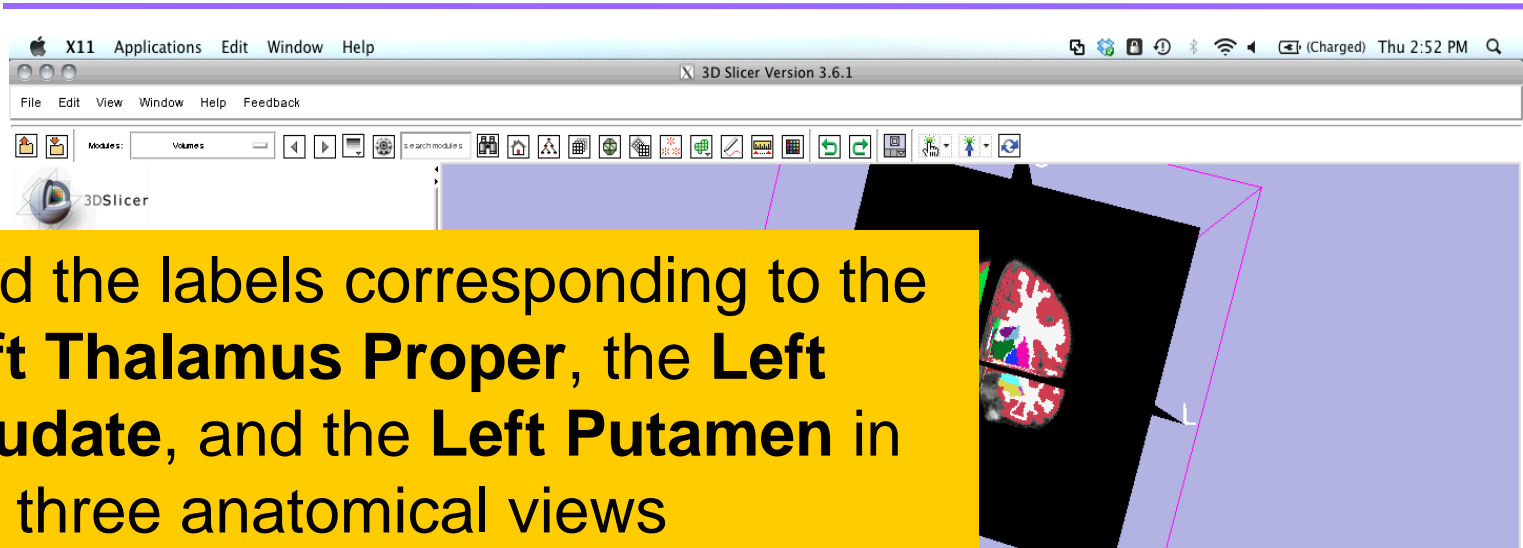 X11 Applications Edit Window Help (Charged) Thu 2:52 PM
X 3D Slicer Version 3.6.1
File Edit View Window Help Feedback
Modules: Volumes search modules
3DSlicer
d the labels corresponding to the
ft Thalamus Proper, the Left
udate, and the Left Putamen in
three anatomical views
L